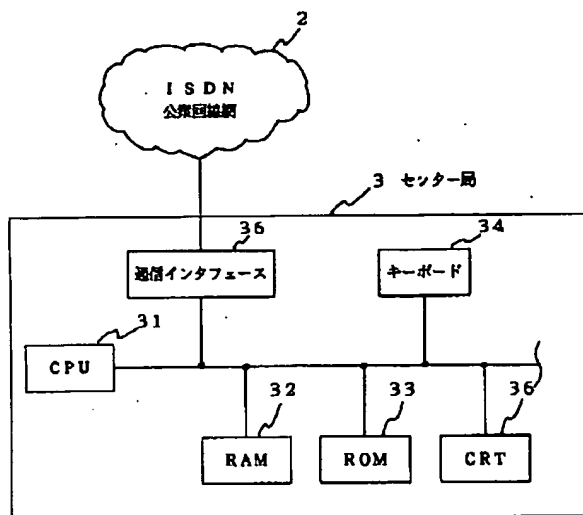 2
ISDN
公衆回線網
3 センター局
36
34
通信インタフェース
キーボード
31
CPU
32
33
36
RAM
ROM
CRT